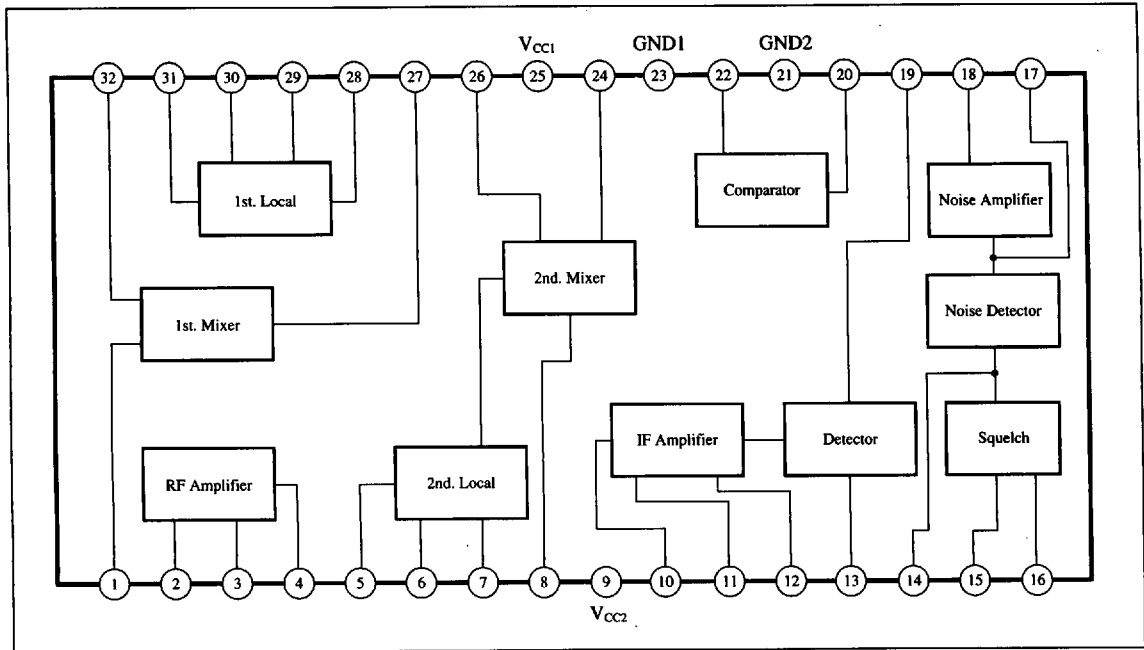 V_CC1 GND1 GND2
32 31 30 29 28 27 26 25 24 23 22 21 20 19 18 17
1st. Local
Comparator
Noise Amplifier
2nd. Mixer
1st. Mixer
Noise Detector
IF Amplifier
Detector
Squelch
RF Amplifier
2nd. Local
1 2 3 4 5 6 7 8 9 10 11 12 13 14 15 16
V_CC2